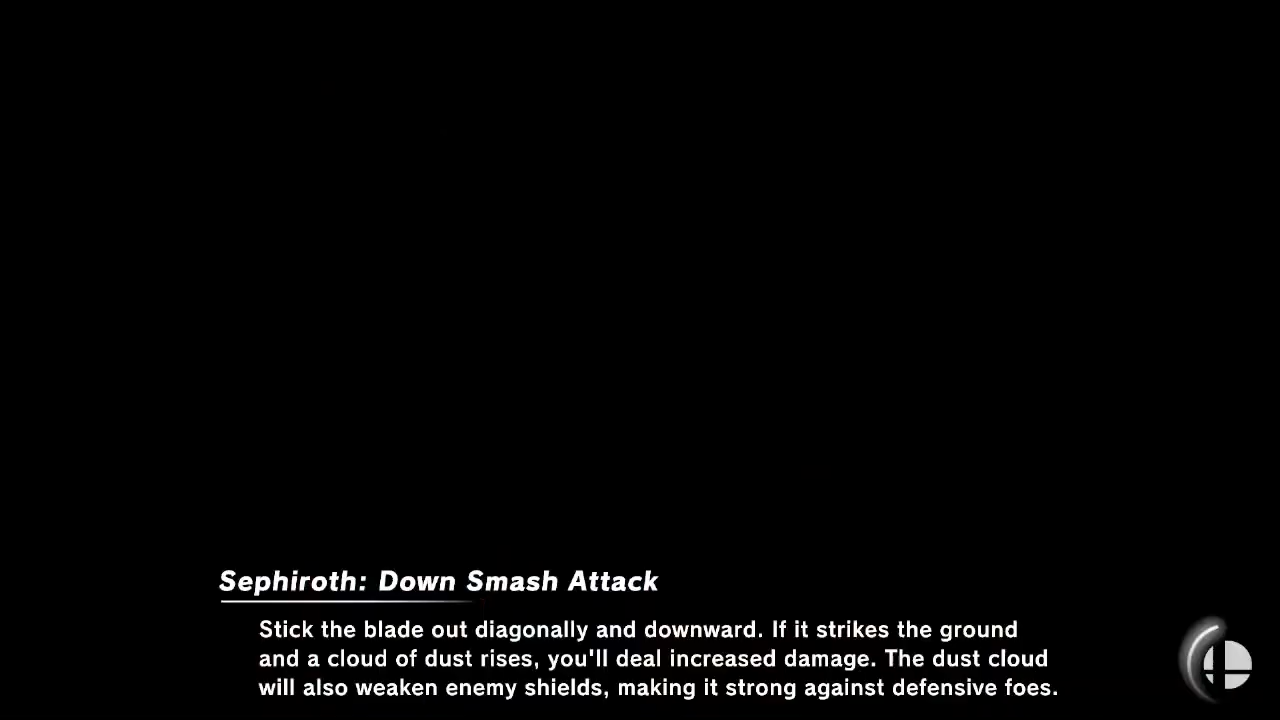 Sephiroth: Down Smash Attack
Stick the blade out diagonally and downward. If it strikes the ground
and a cloud of dust rises, you'll deal increased damage. The dust cloud
will also weaken enemy shields, making it strong against defensive foes.